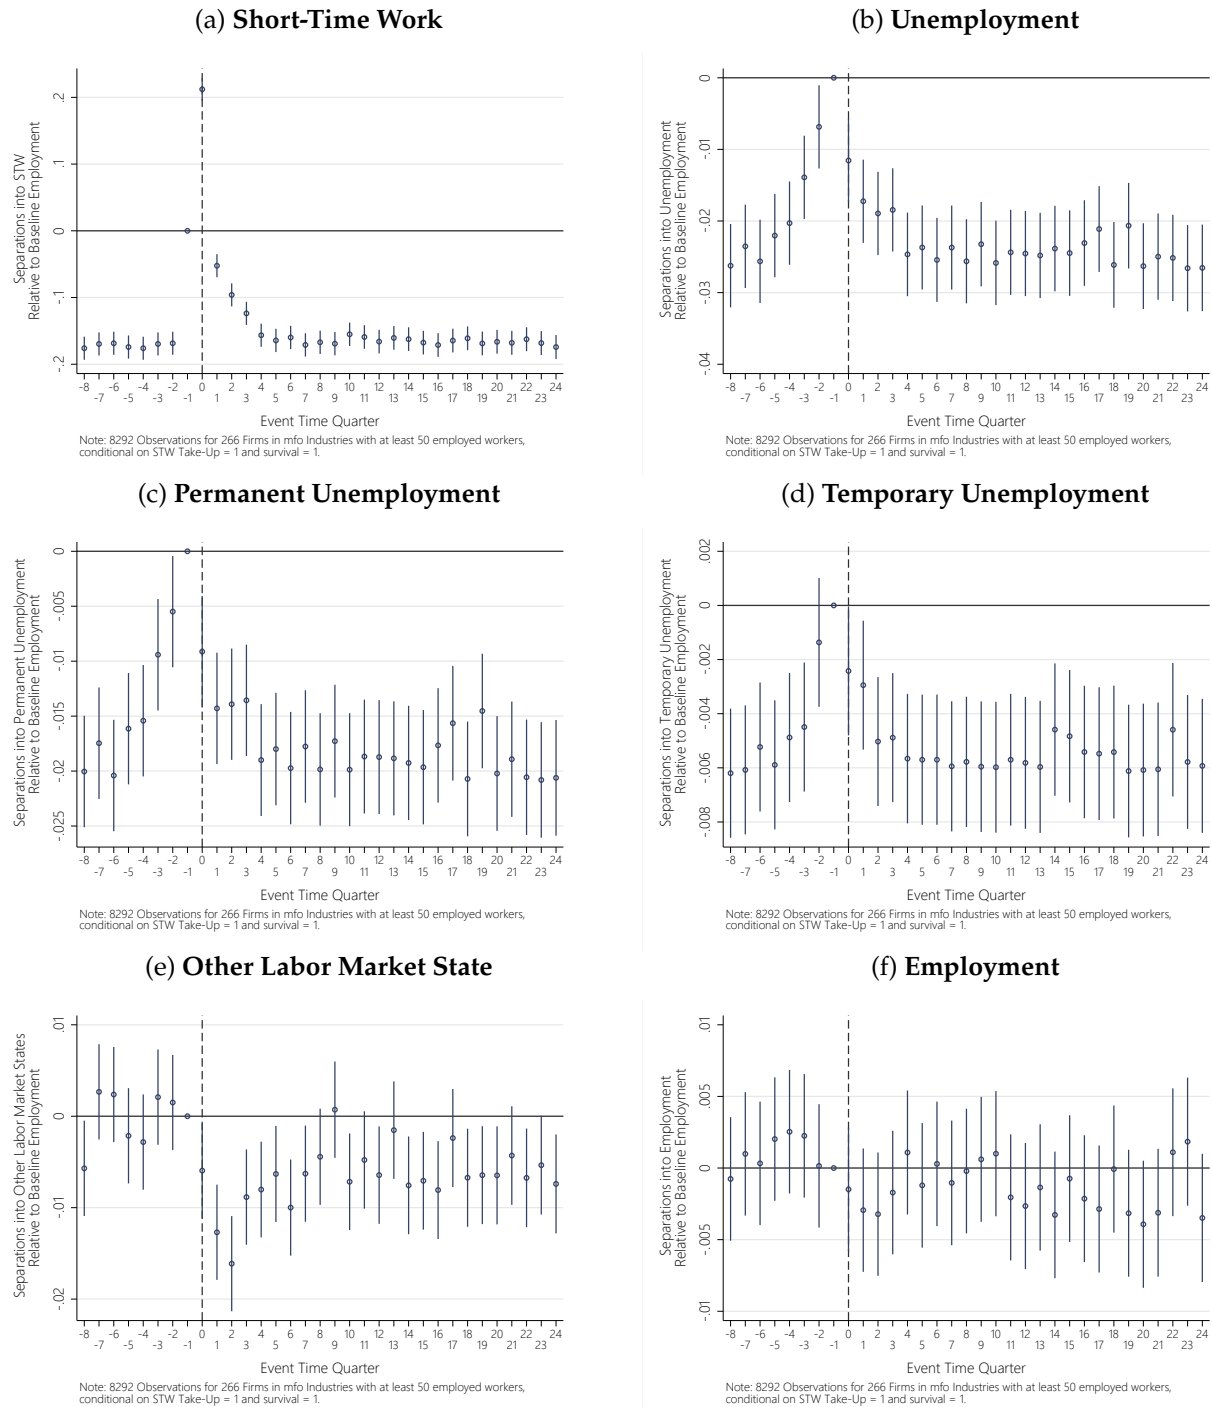 (a) Short-Time Work
Separations into STW
Relative to Baseline Employment
.2
.1
0
-.1
-.2
-8 -7 -6 -5 -4 -3 -2 -1 0 1 2 3 4 5 6 7 8 9 10 11 12 13 14 15 16 17 18 19 20 21 22 23 24
Event Time Quarter
Note: 8292 Observations for 266 Firms in mfo Industries with at least 50 employed workers,
conditional on STW Take-Up = 1 and survival = 1.
(b) Unemployment
Separations into Unemployment
Relative to Baseline Employment
0
-.01
-.02
-.03
-.04
-8 -7 -6 -5 -4 -3 -2 -1 0 1 2 3 4 5 6 7 8 9 10 11 12 13 14 15 16 17 18 19 20 21 22 23 24
Event Time Quarter
Note: 8292 Observations for 266 Firms in mfo Industries with at least 50 employed workers,
conditional on STW Take-Up = 1 and survival = 1.
(c) Permanent Unemployment
Separations into Permanent Unemployment
Relative to Baseline Employment
0
-.005
-.01
-.015
-.02
-.025
-8 -7 -6 -5 -4 -3 -2 -1 0 1 2 3 4 5 6 7 8 9 10 11 12 13 14 15 16 17 18 19 20 21 22 23 24
Event Time Quarter
Note: 8292 Observations for 266 Firms in mfo Industries with at least 50 employed workers,
conditional on STW Take-Up = 1 and survival = 1.
(d) Temporary Unemployment
Separations into Temporary Unemployment
Relative to Baseline Employment
.002
0
-.002
-.004
-.006
-.008
-8 -7 -6 -5 -4 -3 -2 -1 0 1 2 3 4 5 6 7 8 9 10 11 12 13 14 15 16 17 18 19 20 21 22 23 24
Event Time Quarter
Note: 8292 Observations for 266 Firms in mfo Industries with at least 50 employed workers,
conditional on STW Take-Up = 1 and survival = 1.
(e) Other Labor Market State
Separations into Other Labor Market States
Relative to Baseline Employment
.01
0
-.01
-.02
-8 -7 -6 -5 -4 -3 -2 -1 0 1 2 3 4 5 6 7 8 9 10 11 12 13 14 15 16 17 18 19 20 21 22 23 24
Event Time Quarter
Note: 8292 Observations for 266 Firms in mfo Industries with at least 50 employed workers,
conditional on STW Take-Up = 1 and survival = 1.
(f) Employment
Separations into Employment
Relative to Baseline Employment
.01
.005
0
-.005
-.01
-8 -7 -6 -5 -4 -3 -2 -1 0 1 2 3 4 5 6 7 8 9 10 11 12 13 14 15 16 17 18 19 20 21 22 23 24
Event Time Quarter
Note: 8292 Observations for 266 Firms in mfo Industries with at least 50 employed workers,
conditional on STW Take-Up = 1 and survival = 1.